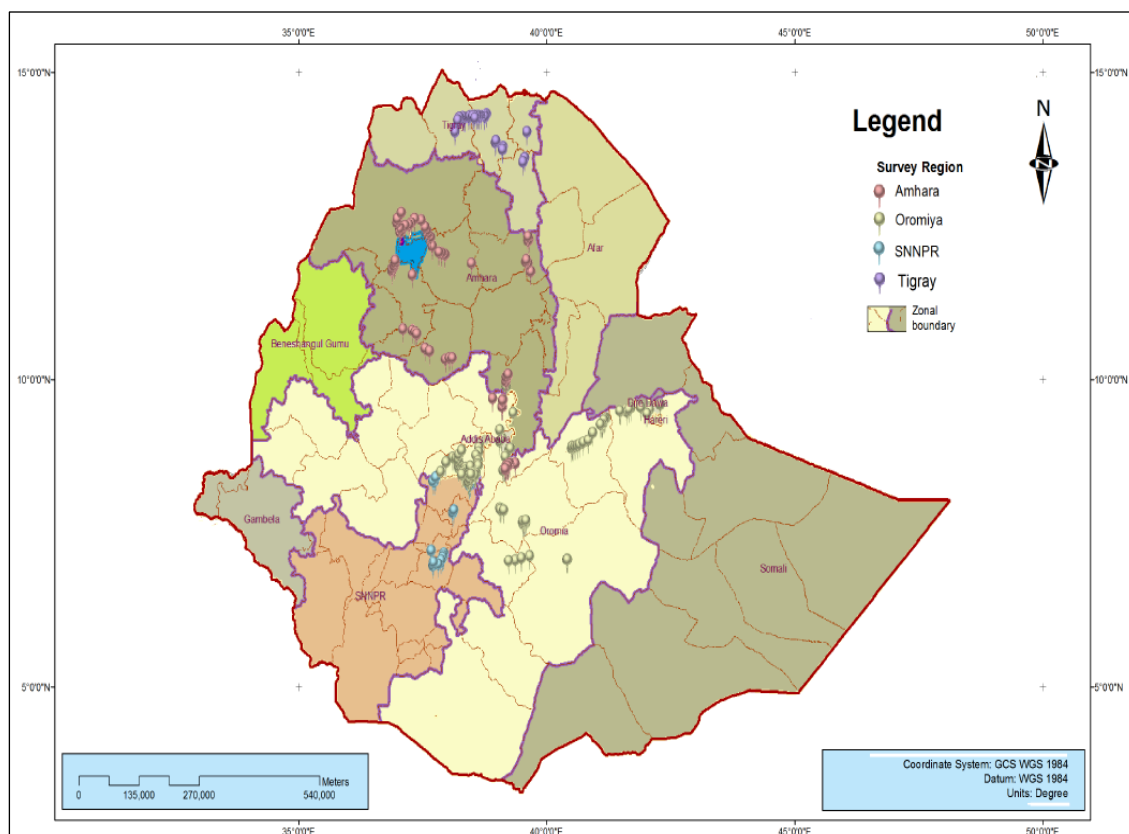 35°0'0"E 40°0'0"E 45°0'0"E 50°0'0"E
15°0'0"N 15°0'0"N
N
Legend
Survey Region
Amhara
Oromiya
SNNPR
Tigray
Zonal
boundary
N
Tigray
Afar
Amhara
Beneshangul Gumu
10°0'0"N 10°0'0"N
Dire Dawa
Hareri
Addis Ababa
Gambela
Oromia
Somali
SNNPR
5°0'0"N 5°0'0"N
Meters
0 135,000 270,000 540,000
Coordinate System: GCS WGS 1984
Datum: WGS 1984
Units: Degree
35°0'0"E 40°0'0"E 45°0'0"E 50°0'0"E